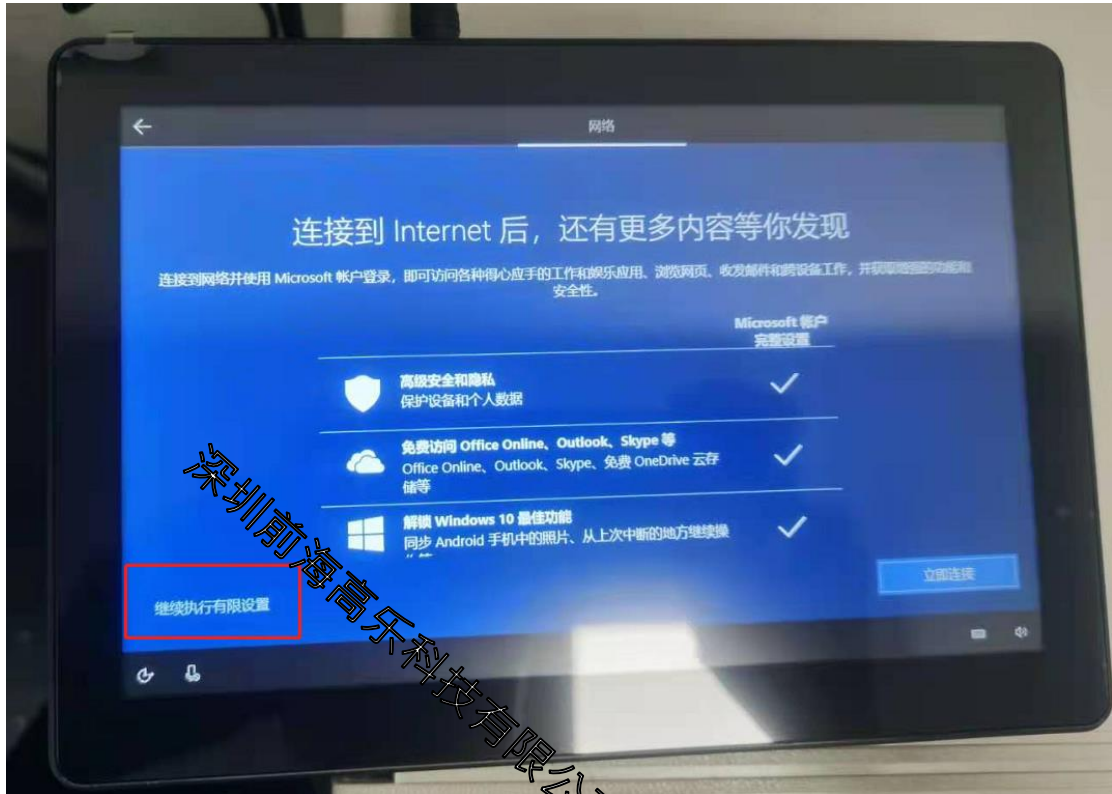 网络
连接到 Internet 后，还有更多内容等你发现
连接到网络并使用 Microsoft 帐户登录，即可访问各种得心应手的工作和娱乐应用、浏览网页、收发邮件和跨设备工作，并获取增强的功能和
安全性。
Microsoft 帐户
完整设置
高级安全和隐私
保护设备和个人数据
免费访问 Office Online、Outlook、Skype 等
Office Online、Outlook、Skype、免费 OneDrive 云存
储等
解锁 Windows 10 最佳功能
同步 Android 手机中的照片、从上次中断的地方继续操
立即连接
继续执行有限设置
深圳前海高乐科技有限公